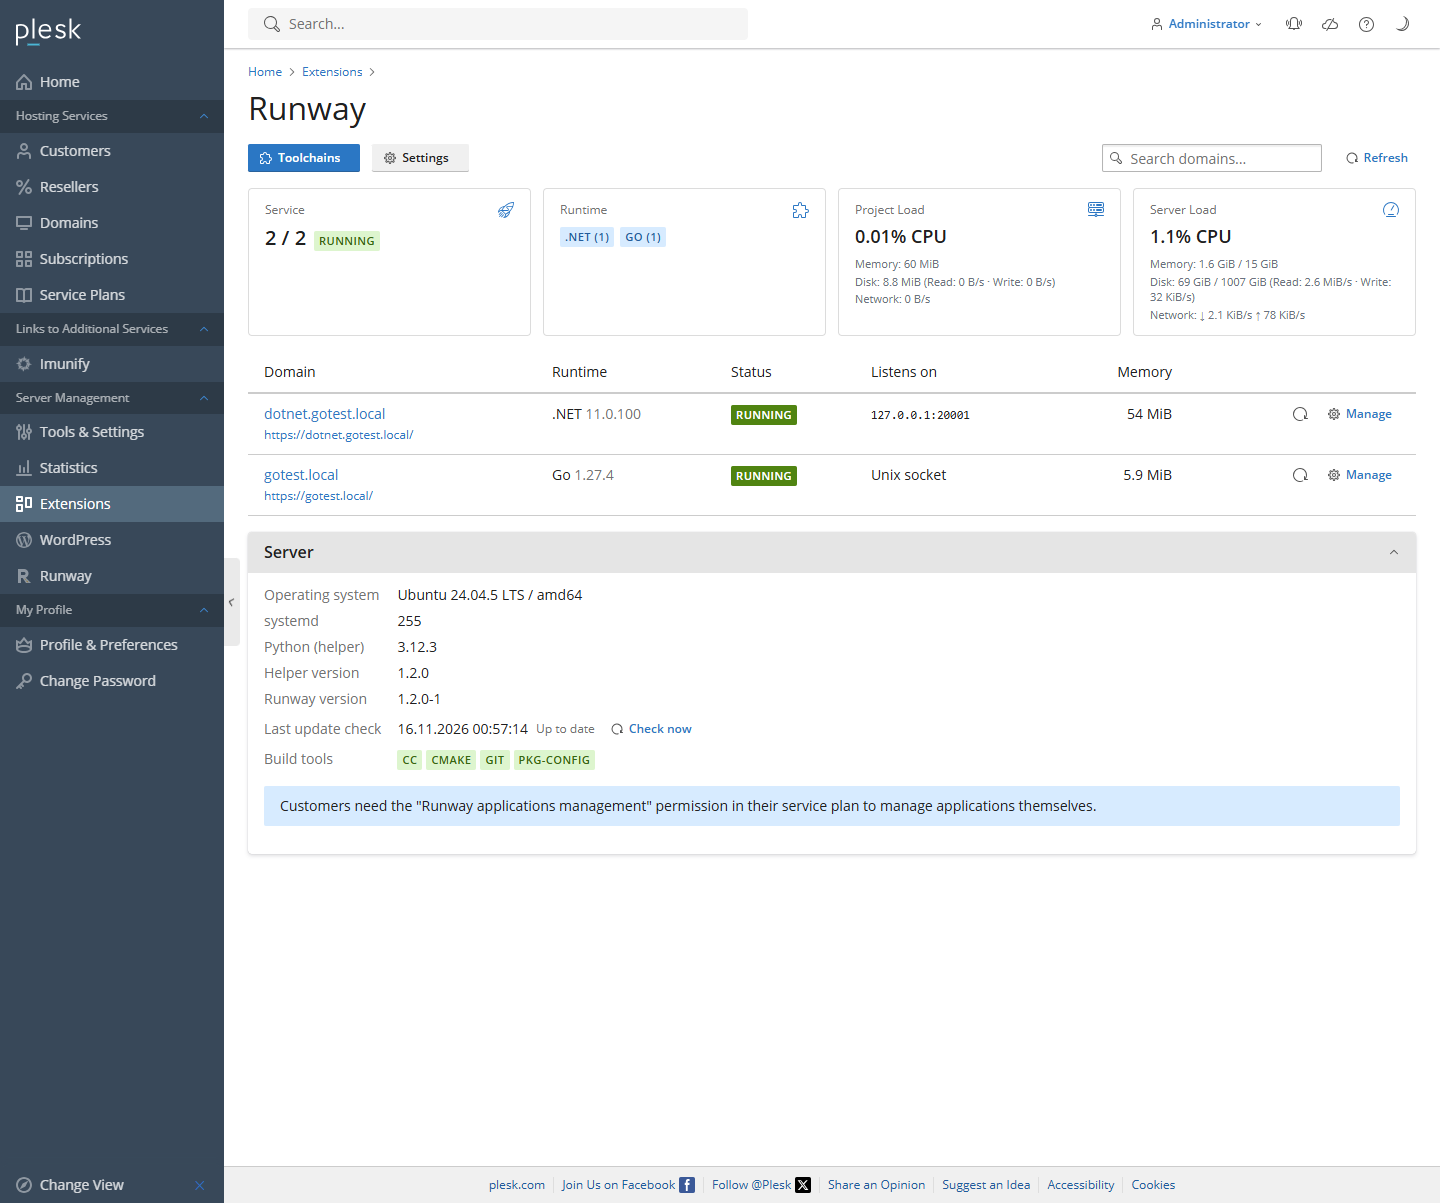 plesk
Search...
Administrator
Home
Hosting Services
Customers
Resellers
Domains
Subscriptions
Service Plans
Links to Additional Services
Imunify
Server Management
Tools & Settings
Statistics
Extensions
WordPress
Runway
My Profile
Profile & Preferences
Change Password
Change View
Home > Extensions >
Runway
Toolchains
Settings
Search domains...
Refresh
Service
2 / 2 RUNNING
Runtime
.NET (1) GO (1)
Project Load
0.01% CPU
Memory: 60 MiB
Disk: 8.8 MiB (Read: 0 B/s · Write: 0 B/s)
Network: 0 B/s
Server Load
1.1% CPU
Memory: 1.6 GiB / 15 GiB
Disk: 69 GiB / 1007 GiB (Read: 2.6 MiB/s · Write:
32 KiB/s)
Network: ↓ 2.1 KiB/s ↑ 78 KiB/s
Domain Runtime Status Listens on Memory
dotnet.gotest.local .NET 11.0.100 RUNNING 127.0.0.1:20001 54 MiB Manage
https://dotnet.gotest.local/
gotest.local Go 1.27.4 RUNNING Unix socket 5.9 MiB Manage
https://gotest.local/
Server
Operating system Ubuntu 24.04.5 LTS / amd64
systemd 255
Python (helper) 3.12.3
Helper version 1.2.0
Runway version 1.2.0-1
Last update check 16.11.2026 00:57:14 Up to date Check now
Build tools CC CMAKE GIT PKG-CONFIG
Customers need the "Runway applications management" permission in their service plan to manage applications themselves.
plesk.com Join Us on Facebook Follow @Plesk Share an Opinion Suggest an Idea Accessibility Cookies